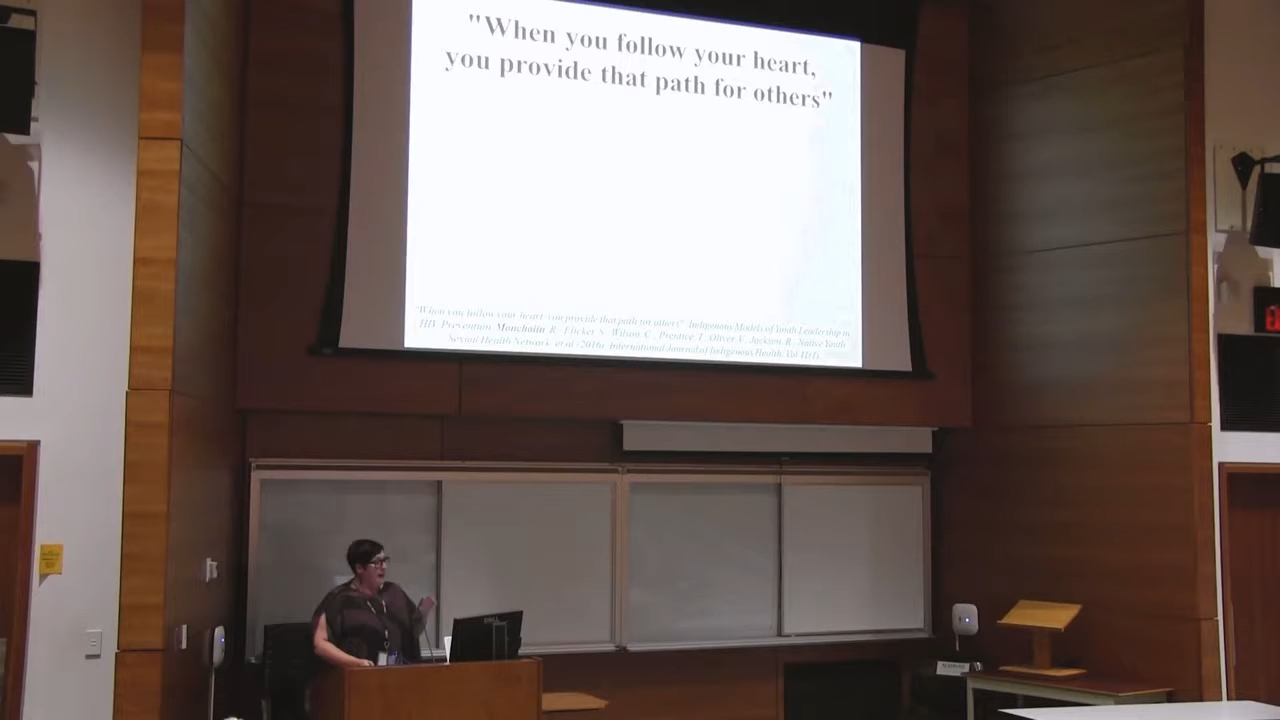 "When you follow your heart,
you provide that path for others"
"When you follow your heart, you provide that path for others" Indigenous Models of Youth Leadership in
HIV Prevention. Monchalin R., Flicker S., Wilson, C., Prentice, T., Oliver, V., Jackson, R., Native Youth
Sexual Health Network, et al. (2016). International Journal of Indigenous Health. Vol
DELL